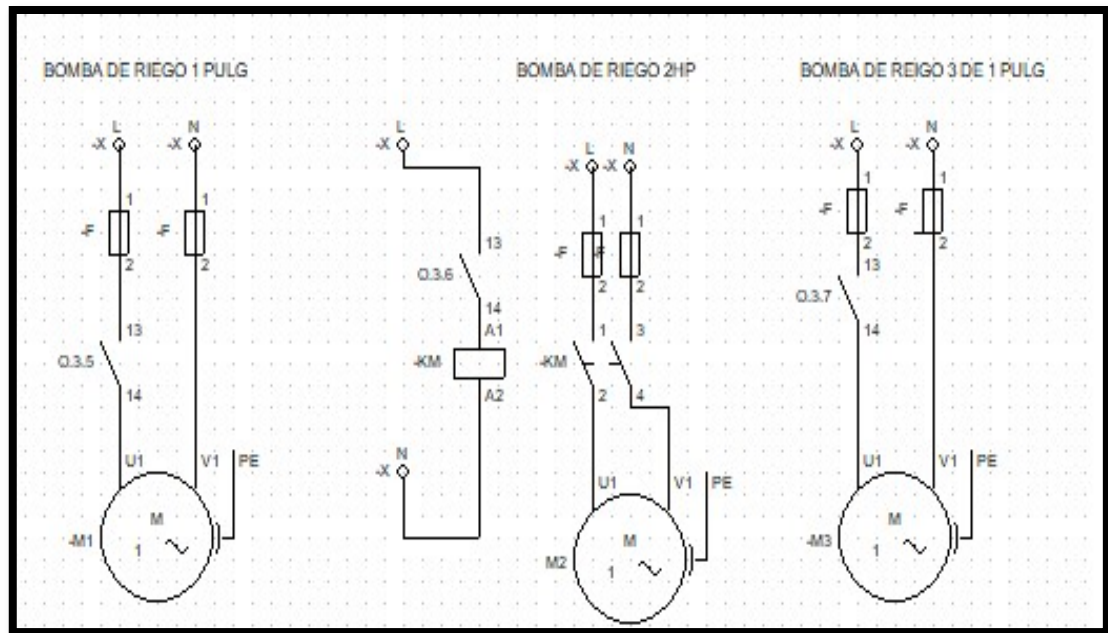 BOMBA DE RIEGO 1 PULG
L
N
-X
-X
1
1
-F
-F
2
2
13
O.3.5
14
U1
V1
PE
-M1
M
1
L
-X
13
O.3.6
14
A1
-KM
A2
N
-X
BOMBA DE RIEGO 2HP
L
N
-X
-X
1
1
-F
-F
2
2
1
3
-KM
2
4
U1
V1
PE
M2
M
1
BOMBA DE REIGO 3 DE 1 PULG
L
N
-X
-X
1
1
-F
-F
2
2
13
O.3.7
14
U1
V1
PE
-M3
M
1